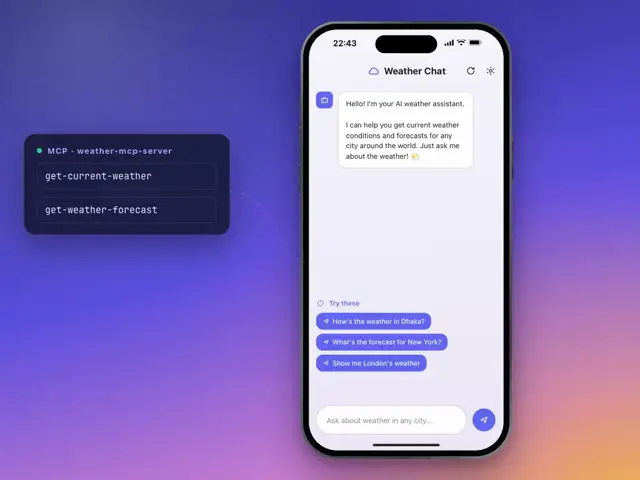 MCP · weather-mcp-server
get-current-weather
get-weather-forecast
22:43
Weather Chat
Hello! I'm your AI weather assistant.
I can help you get current weather
conditions and forecasts for any
city around the world. Just ask me
about the weather! 🌤️
Try these
How's the weather in Dhaka?
What's the forecast for New York?
Show me London's weather
Ask about weather in any city...